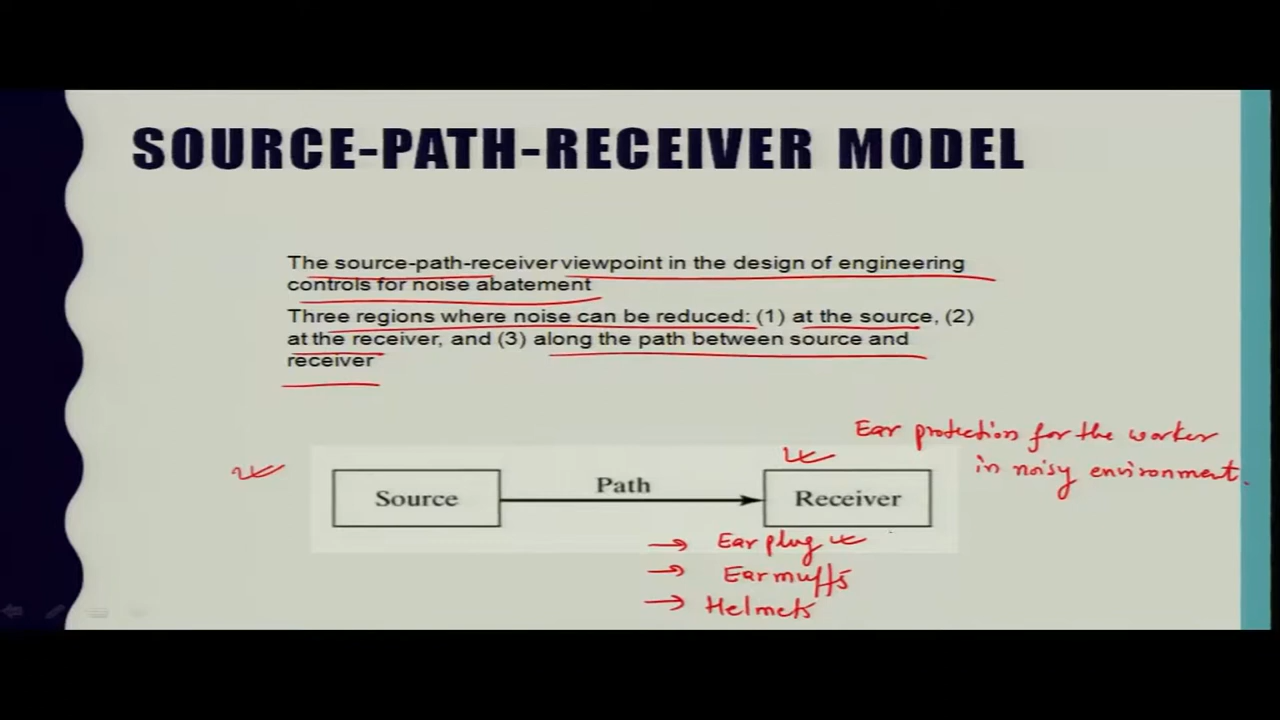 SOURCE-PATH-RECEIVER MODEL
The source-path-receiver viewpoint in the design of engineering
controls for noise abatement
Three regions where noise can be reduced: (1) at the source, (2)
at the receiver, and (3) along the path between source and
receiver
Ear protection for the worker
in noisy environment.
Source
Path
Receiver
→ Ear plug
→ Earmuffs
→ Helmets